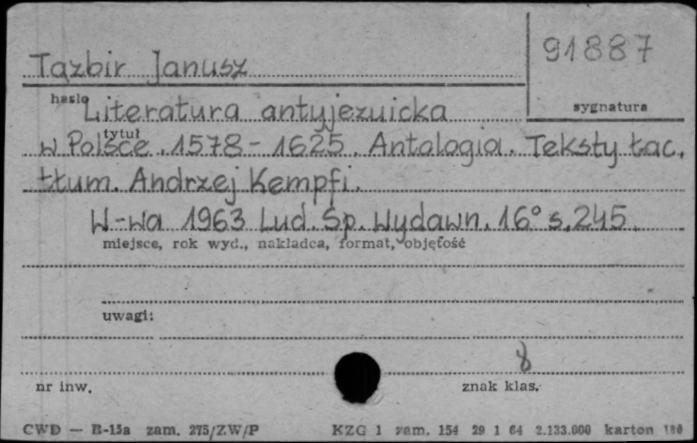 91887
Tazbir Janusz
hasło
sygnatura
Literatura antyjezuicka
tytuł
w Polsce. 1578-1625. Antologia. Teksty łac.
tłum. Andrzej Kempfi.
W-wa 1963 Lud. Sp. Wydawn. 16° s. 245.
miejsce, rok wyd., nakładca, format, objętość
uwagi:
8
nr inw.
znak klas.
CWD — B-15a zam. 275/ZW/P KZG 1 zam. 154 29 1 64 2.133.000 karton 180